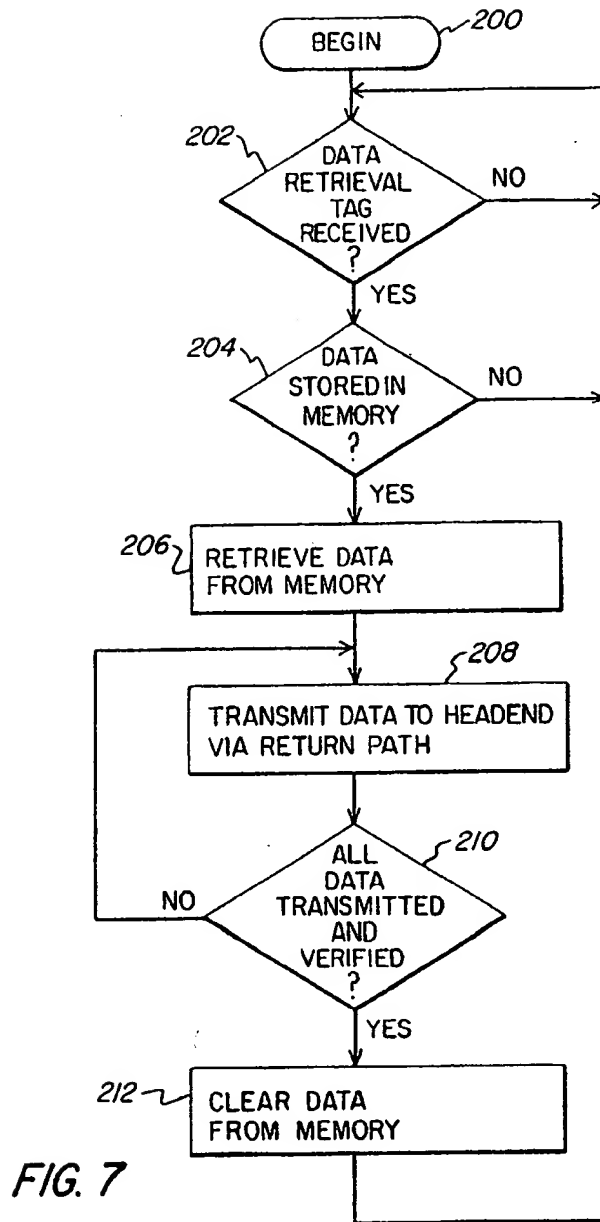 200
BEGIN
202
DATA
RETRIEVAL
TAG
RECEIVED
?
NO
YES
204
DATA
STORED IN
MEMORY
?
NO
YES
206
RETRIEVE DATA
FROM MEMORY
208
TRANSMIT DATA TO HEADEND
VIA RETURN PATH
210
ALL
DATA
TRANSMITTED
AND
VERIFIED
?
NO
YES
212
CLEAR DATA
FROM MEMORY
FIG. 7